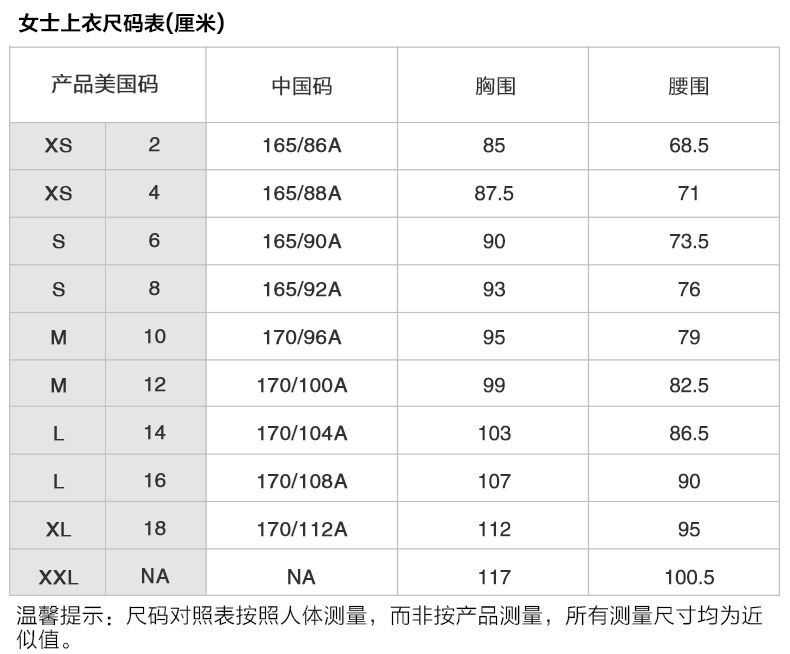 女士上衣尺码表(厘米)
产品美国码 中国码 胸围 腰围
XS 2 165/86A 85 68.5
XS 4 165/88A 87.5 71
S 6 165/90A 90 73.5
S 8 165/92A 93 76
M 10 170/96A 95 79
M 12 170/100A 99 82.5
L 14 170/104A 103 86.5
L 16 170/108A 107 90
XL 18 170/112A 112 95
XXL NA NA 117 100.5
温馨提示：尺码对照表按照人体测量，而非按产品测量，所有测量尺寸均为近
似值。